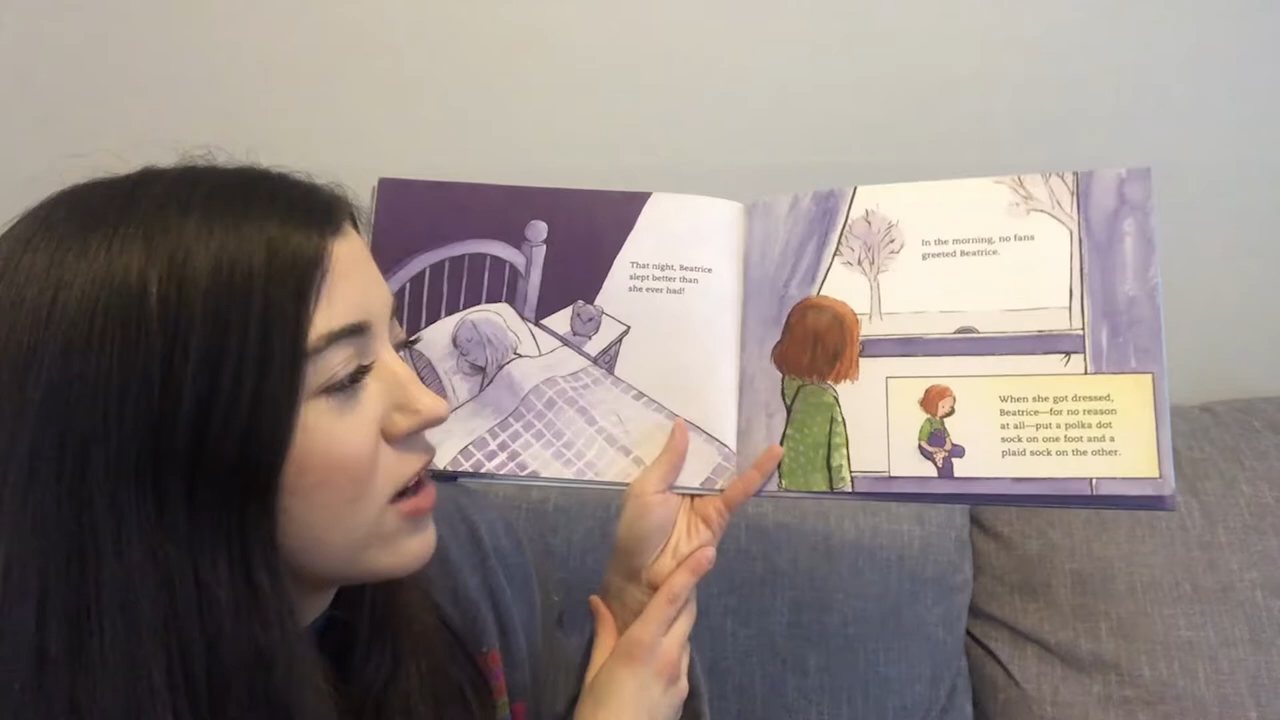 That night, Beatrice
slept better than
she ever had!
In the morning, no fans
greeted Beatrice.
When she got dressed,
Beatrice—for no reason
at all—put a polka dot
sock on one foot and a
plaid sock on the other.